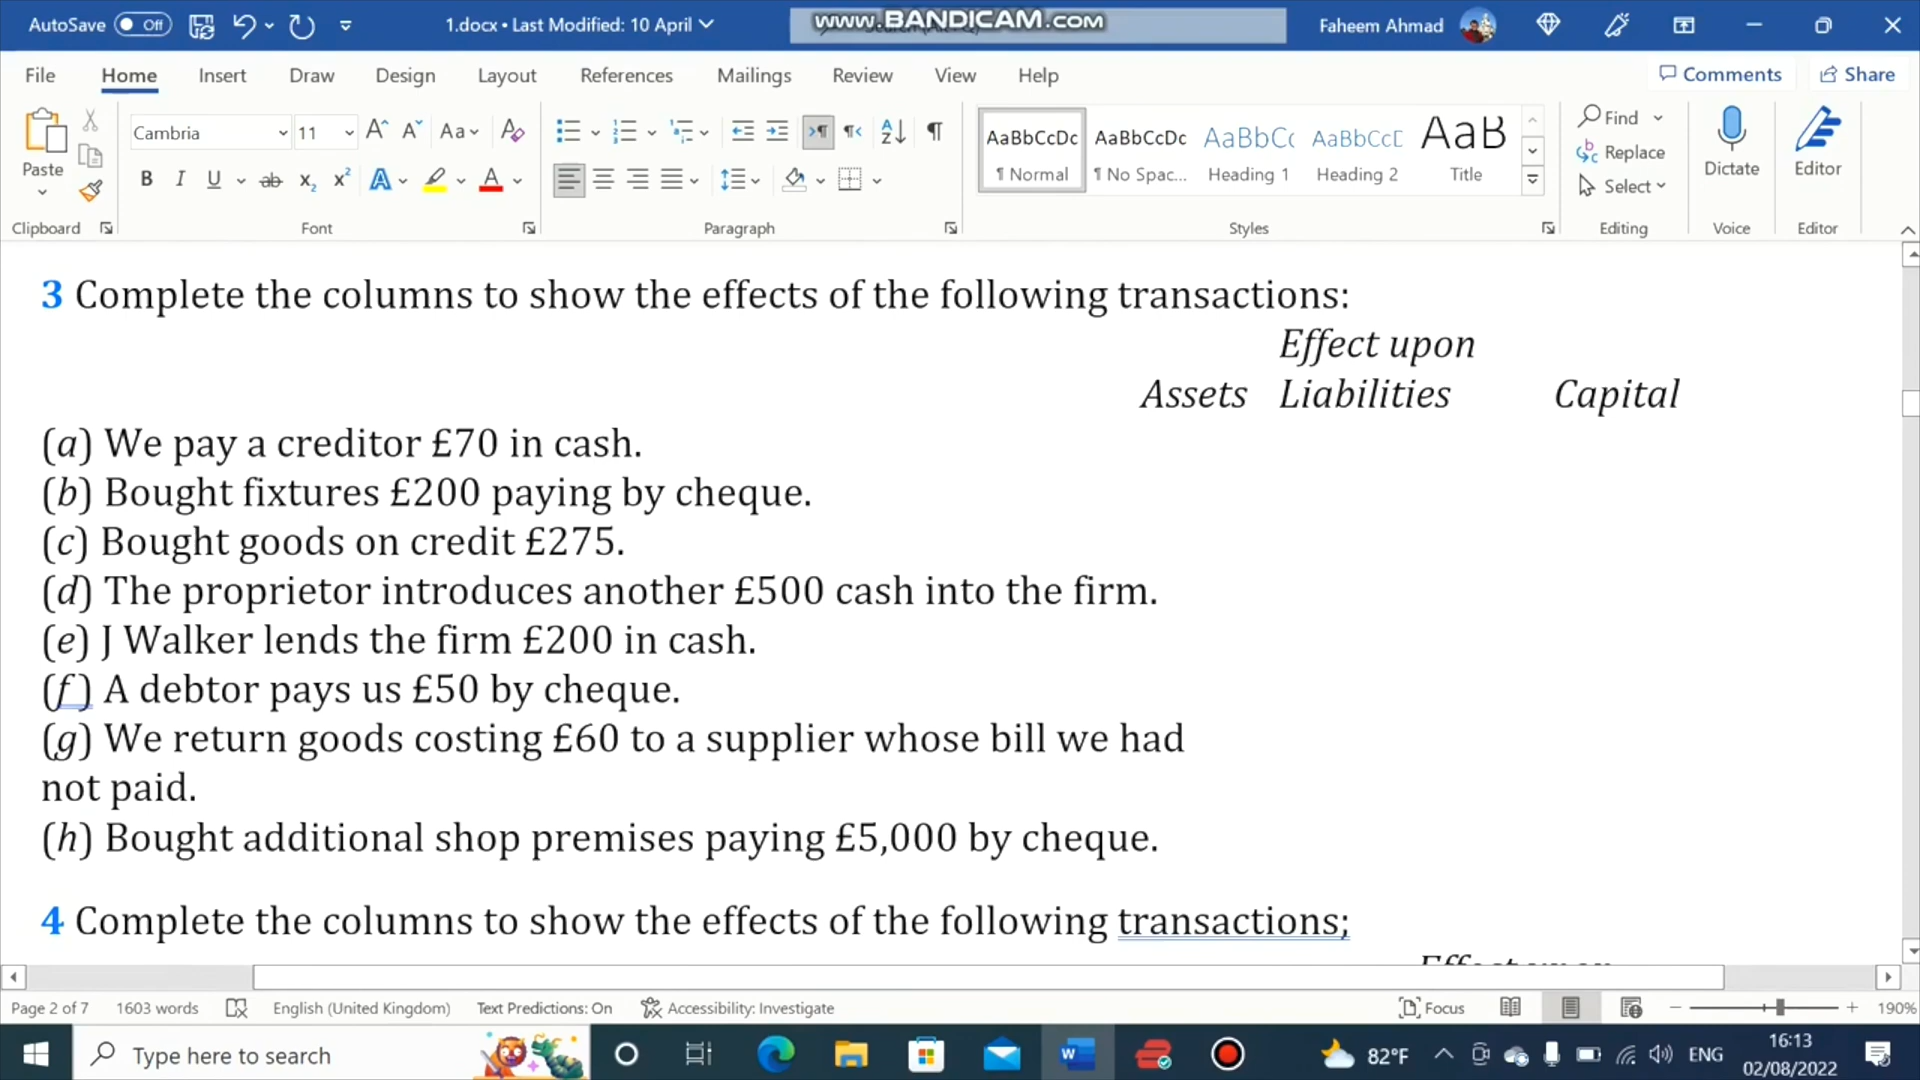 AutoSave Off 1.docx • Last Modified: 10 April www.BANDICAM.com Faheem Ahmad
File Home Insert Draw Design Layout References Mailings Review View Help Comments Share
Paste Cambria 11 Aa AaBbCcDc AaBbCcDc AaBbCc AaBbCcD AaB Find Replace Select Dictate Editor
¶ Normal ¶ No Spac... Heading 1 Heading 2 Title
Clipboard Font Paragraph Styles Editing Voice Editor
3 Complete the columns to show the effects of the following transactions:
Effect upon
Assets Liabilities Capital
(a) We pay a creditor £70 in cash.
(b) Bought fixtures £200 paying by cheque.
(c) Bought goods on credit £275.
(d) The proprietor introduces another £500 cash into the firm.
(e) J Walker lends the firm £200 in cash.
(f ) A debtor pays us £50 by cheque.
(g) We return goods costing £60 to a supplier whose bill we had
not paid.
(h) Bought additional shop premises paying £5,000 by cheque.
4 Complete the columns to show the effects of the following transactions;
Page 2 of 7 1603 words English (United Kingdom) Text Predictions: On Accessibility: Investigate Focus 190%
Type here to search 82°F ENG 16:13
02/08/2022